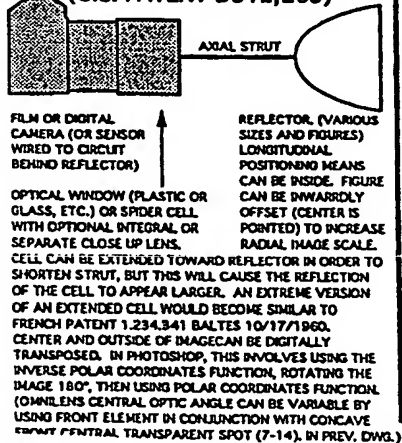 (U.S. PATENT D312,263)
AXIAL STRUT
FILM OR DIGITAL
CAMERA (OR SENSOR
WIRED TO CIRCUIT
BEHIND REFLECTOR)
OPTICAL WINDOW (PLASTIC OR
GLASS, ETC.) OR SPIDER CELL
WITH OPTIONAL INTEGRAL OR
SEPARATE CLOSE UP LENS.
REFLECTOR (VARIOUS
SIZES AND FIGURES)
LONGITUDONAL
POSITIONING MEANS
CAN BE INSIDE. FIGURE
CAN BE INWARDLY
OFFSET (CENTER IS
POINTED) TO INCREASE
RADIAL IMAGE SCALE.
CELL CAN BE EXTENDED TOWARD REFLECTOR IN ORDER TO
SHORTEN STRUT, BUT THIS WILL CAUSE THE REFLECTION
OF THE CELL TO APPEAR LARGER. AN EXTREME VERSION
OF AN EXTENDED CELL WOULD BECOME SIMILAR TO
FRENCH PATENT 1.234.341 BALTES 10/17/1960.
CENTER AND OUTSIDE OF IMAGECAN BE DIGITALLY
TRANSPOSED. IN PHOTOSHOP, THIS INVOLVES USING THE
INVERSE POLAR COORDINATES FUNCTION, ROTATING THE
IMAGE 180°, THEN USING POLAR COORDINATES FUNCTION.
(OMNILENS CENTRAL OPTIC ANGLE CAN BE VARIABLE BY
USING FRONT ELEMENT IN CONJUNCTION WITH CONCAVE
FRONT CENTRAL TRANSPARENT SPOT (7-14). IN PREV. DWG.)